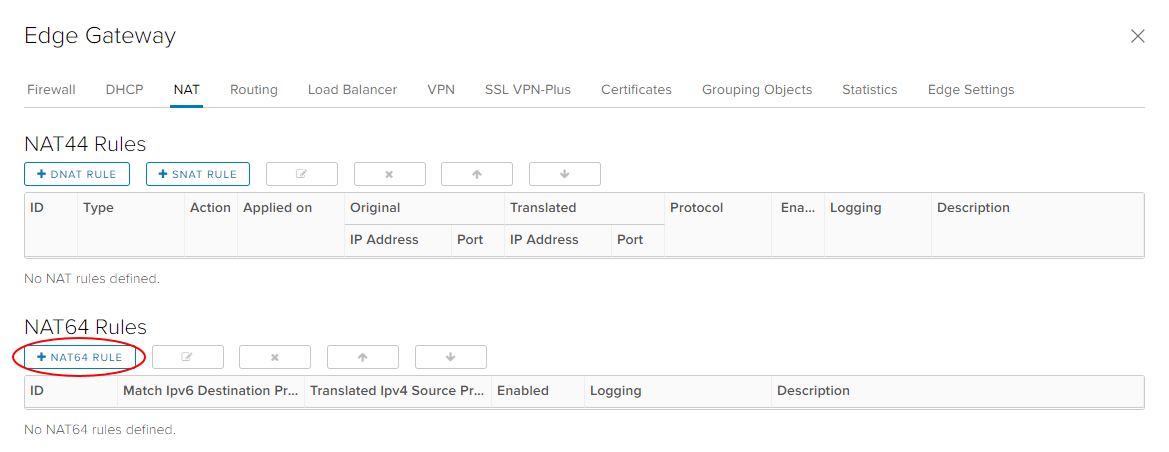 Edge Gateway
Firewall DHCP NAT Routing Load Balancer VPN SSL VPN-Plus Certificates Grouping Objects Statistics Edge Settings
NAT44 Rules
DNAT RULE SNAT RULE
ID Type Action Applied on Original Translated Protocol Ena... Logging Description
IP Address Port IP Address Port
No NAT rules defined.
NAT64 Rules
NAT64 RULE
ID Match Ipv6 Destination Pr... Translated Ipv4 Source Pr... Enabled Logging Description
No NAT64 rules defined.